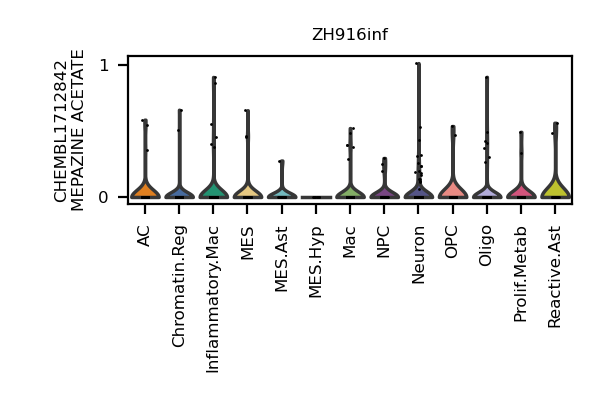 ZH916inf
CHEMBL1712842
MEPAZINE ACETATE
1
0
AC
Chromatin.Reg
Inflammatory.Mac
MES
MES.Ast
MES.Hyp
Mac
NPC
Neuron
OPC
Oligo
Prolif.Metab
Reactive.Ast